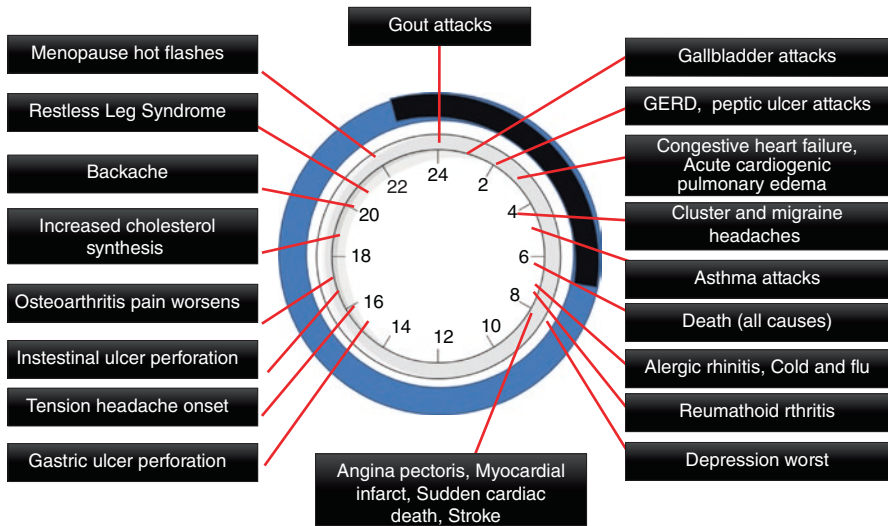 Gout attacks
Menopause hot flashes
Restless Leg Syndrome
Backache
Increased cholesterol
synthesis
Osteoarthritis pain worsens
Instestinal ulcer perforation
Tension headache onset
Gastric ulcer perforation
24
2
4
6
8
10
12
14
16
18
20
22
Gallbladder attacks
GERD, peptic ulcer attacks
Congestive heart failure,
Acute cardiogenic
pulmonary edema
Cluster and migraine
headaches
Asthma attacks
Death (all causes)
Alergic rhinitis, Cold and flu
Reumathoid rthritis
Depression worst
Angina pectoris, Myocardial
infarct, Sudden cardiac
death, Stroke